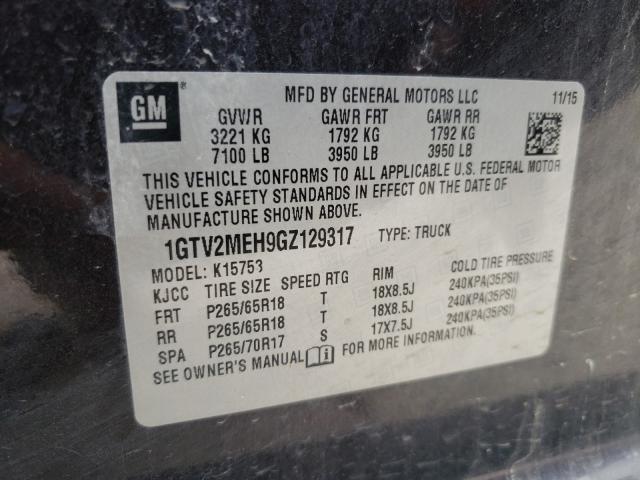 GM ®
MFD BY GENERAL MOTORS LLC 11/15
GVWR GAWR FRT GAWR RR
3221 KG 1792 KG 1792 KG
7100 LB 3950 LB 3950 LB
THIS VEHICLE CONFORMS TO ALL APPLICABLE U.S. FEDERAL MOTOR
VEHICLE SAFETY STANDARDS IN EFFECT ON THE DATE OF
MANUFACTURE SHOWN ABOVE.
1GTV2MEH9GZ129317 TYPE: TRUCK
MODEL: K15753
KJCC TIRE SIZE SPEED RTG RIM COLD TIRE PRESSURE
FRT P265/65R18 T 18X8.5J 240KPA(35PSI)
RR P265/65R18 T 18X8.5J 240KPA(35PSI)
SPA P265/70R17 S 17X7.5J 240KPA(35PSI)
SEE OWNER'S MANUAL i FOR MORE INFORMATION.